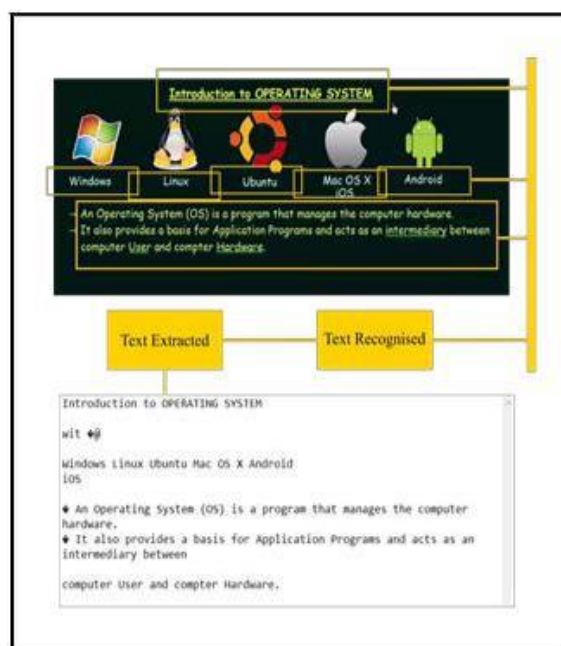 Introduction to OPERATING SYSTEM
Windows Linux Ubuntu Mac OS X Android
iOS
– An Operating System (OS) is a program that manages the computer hardware.
– It also provides a basis for Application Programs and acts as an intermediary between
computer User and compter Hardware.
Text Extracted Text Recognised
Introduction to OPERATING SYSTEM
wit �@
Windows Linux Ubuntu Mac OS X Android
iOS
� An Operating System (OS) is a program that manages the computer
hardware.
� It also provides a basis for Application Programs and acts as an
intermediary between
computer User and compter Hardware.